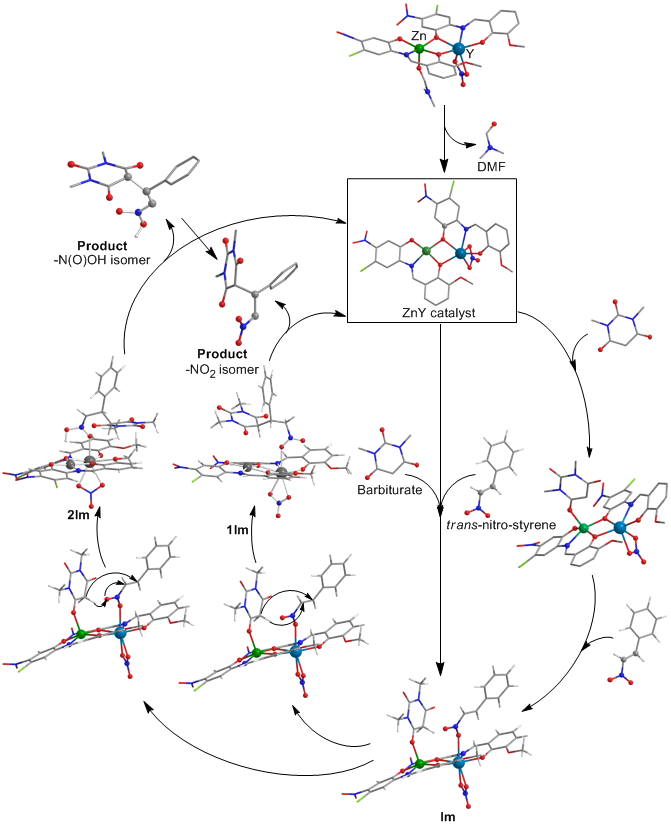 Zn
Y
DMF
Product
-N(O)OH isomer
ZnY catalyst
Product
-NO2 isomer
Barbiturate
trans-nitro-styrene
2Im
1Im
Im